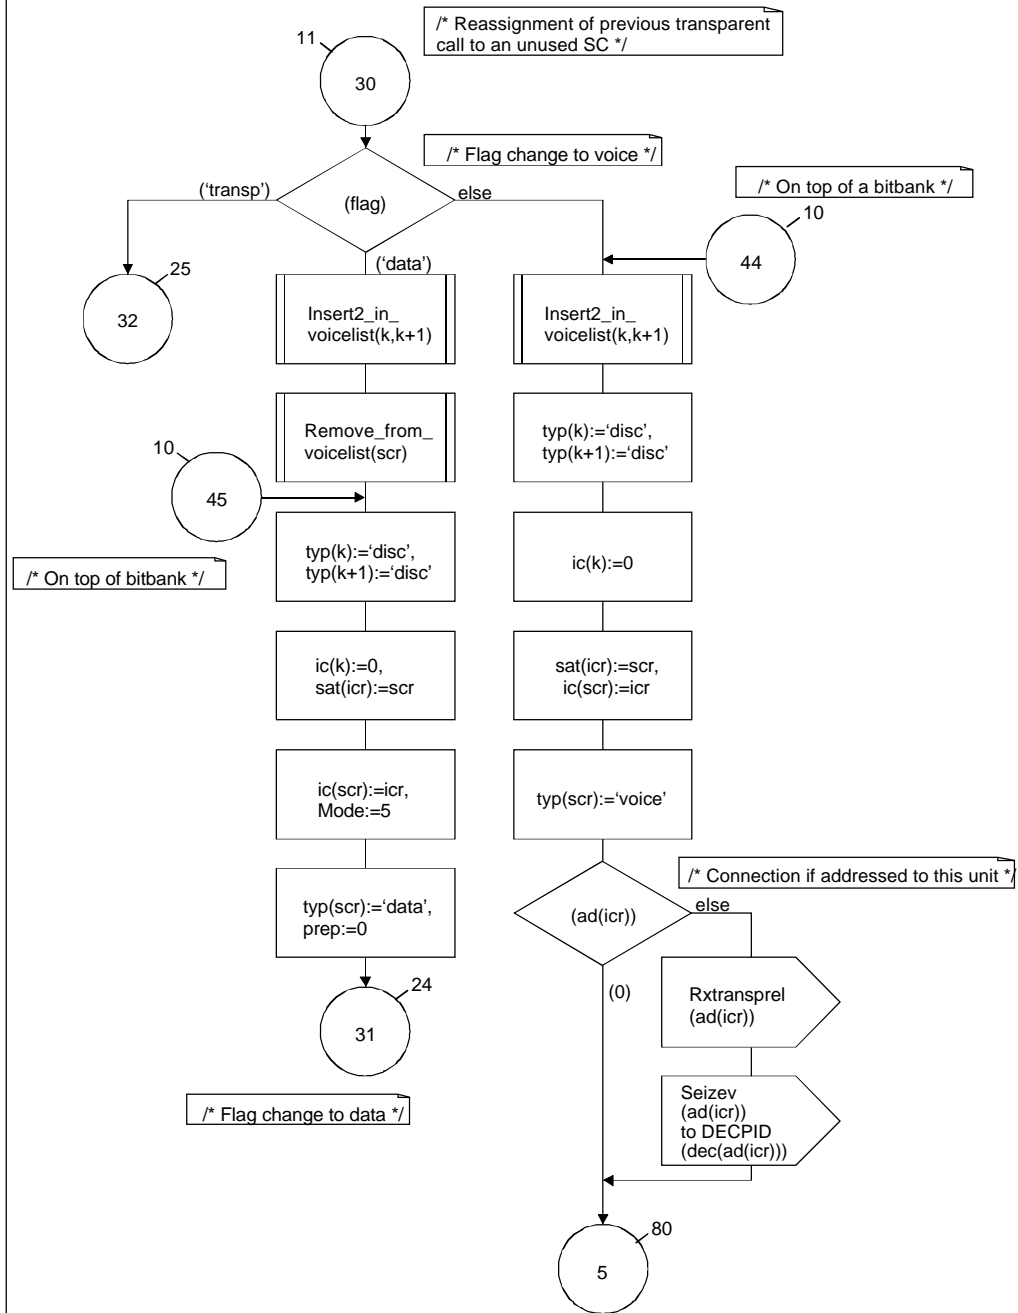 /* Reassignment of previous transparent
call to an unused SC */
11
30
/* Flag change to voice */
(‘transp’)
(flag)
else
/* On top of a bitbank */
10
44
(‘data’)
25
32
Insert2_in_
voicelist(k,k+1)
Insert2_in_
voicelist(k,k+1)
Remove_from_
voicelist(scr)
typ(k):=‘disc’,
typ(k+1):=‘disc’
10
45
/* On top of bitbank */
typ(k):=‘disc’,
typ(k+1):=‘disc’
ic(k):=0
ic(k):=0,
sat(icr):=scr
sat(icr):=scr,
ic(scr):=icr
ic(scr):=icr,
Mode:=5
typ(scr):=‘voice’
/* Connection if addressed to this unit */
typ(scr):=‘data’,
prep:=0
(ad(icr))
else
(0)
24
31
/* Flag change to data */
Rxtransprel
(ad(icr))
Seizev
(ad(icr))
to DECPID
(dec(ad(icr)))
80
5